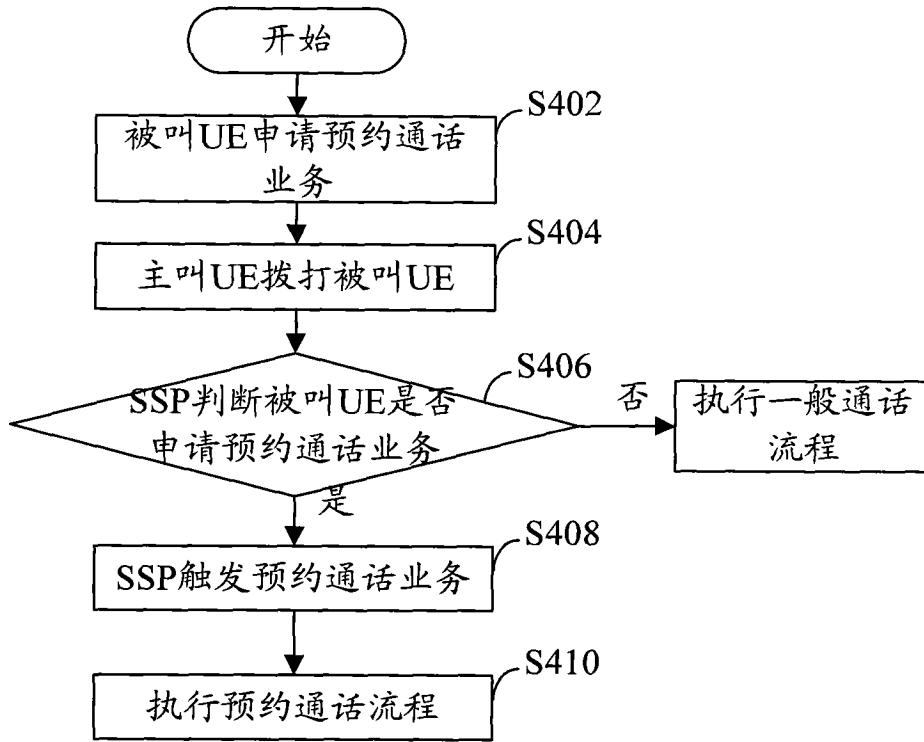 开始
S402
被叫UE申请预约通话
业务
S404
主叫UE拨打被叫UE
S406
SSP判断被叫UE是否
申请预约通话业务
否
执行一般通话
流程
是
S408
SSP触发预约通话业务
S410
执行预约通话流程